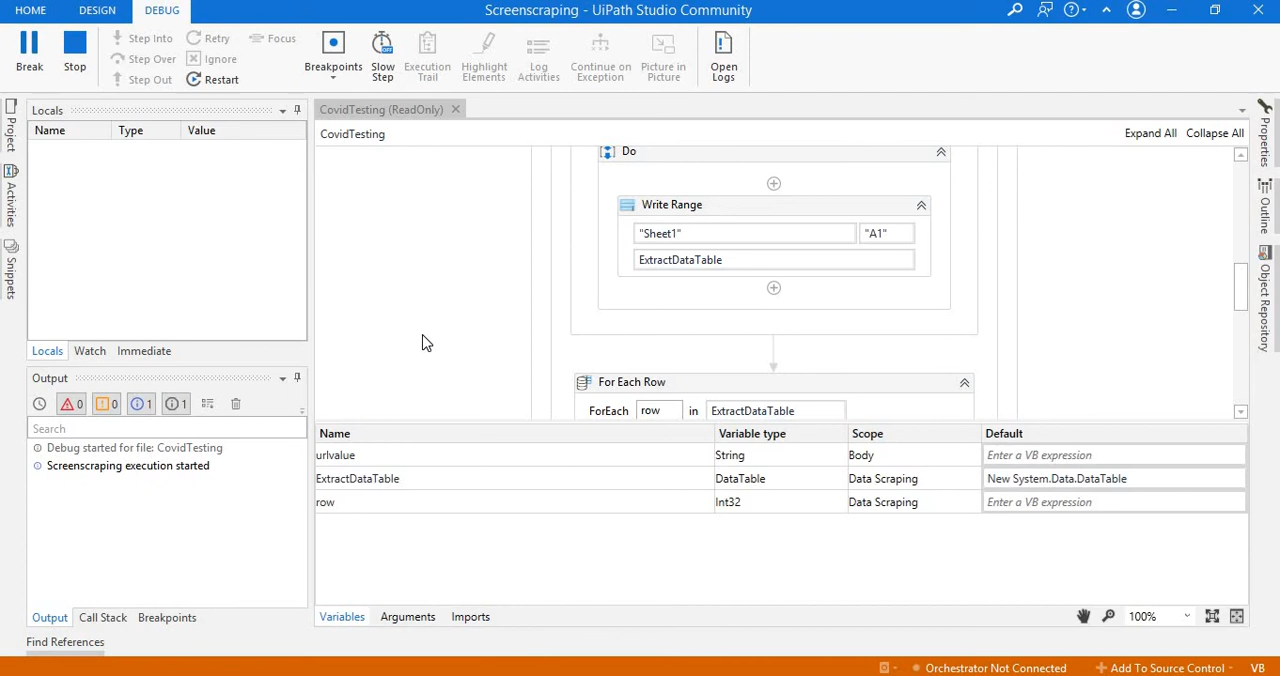 HOME DESIGN DEBUG Screenscraping - UiPath Studio Community
Break
Stop
Step Into
Step Over
Step Out
Retry
Ignore
Restart
Focus
Breakpoints
Slow
Step
Execution
Trail
Highlight
Elements
Log
Activities
Continue on
Exception
Picture in
Picture
Open
Logs
Project
Activities
Snippets
Locals
Name Type Value
Locals Watch Immediate
Output
0 0 1 1
Search
Debug started for file: CovidTesting
Screenscraping execution started
Output Call Stack Breakpoints
Find References
CovidTesting (ReadOnly)
CovidTesting
Expand All Collapse All
Do
Write Range
"Sheet1" "A1"
ExtractDataTable
For Each Row
ForEach row in ExtractDataTable
Name Variable type Scope Default
urlvalue String Body Enter a VB expression
ExtractDataTable DataTable Data Scraping New System.Data.DataTable
row Int32 Data Scraping Enter a VB expression
Variables Arguments Imports
100%
Properties
Outline
Object Repository
Orchestrator Not Connected Add To Source Control VB